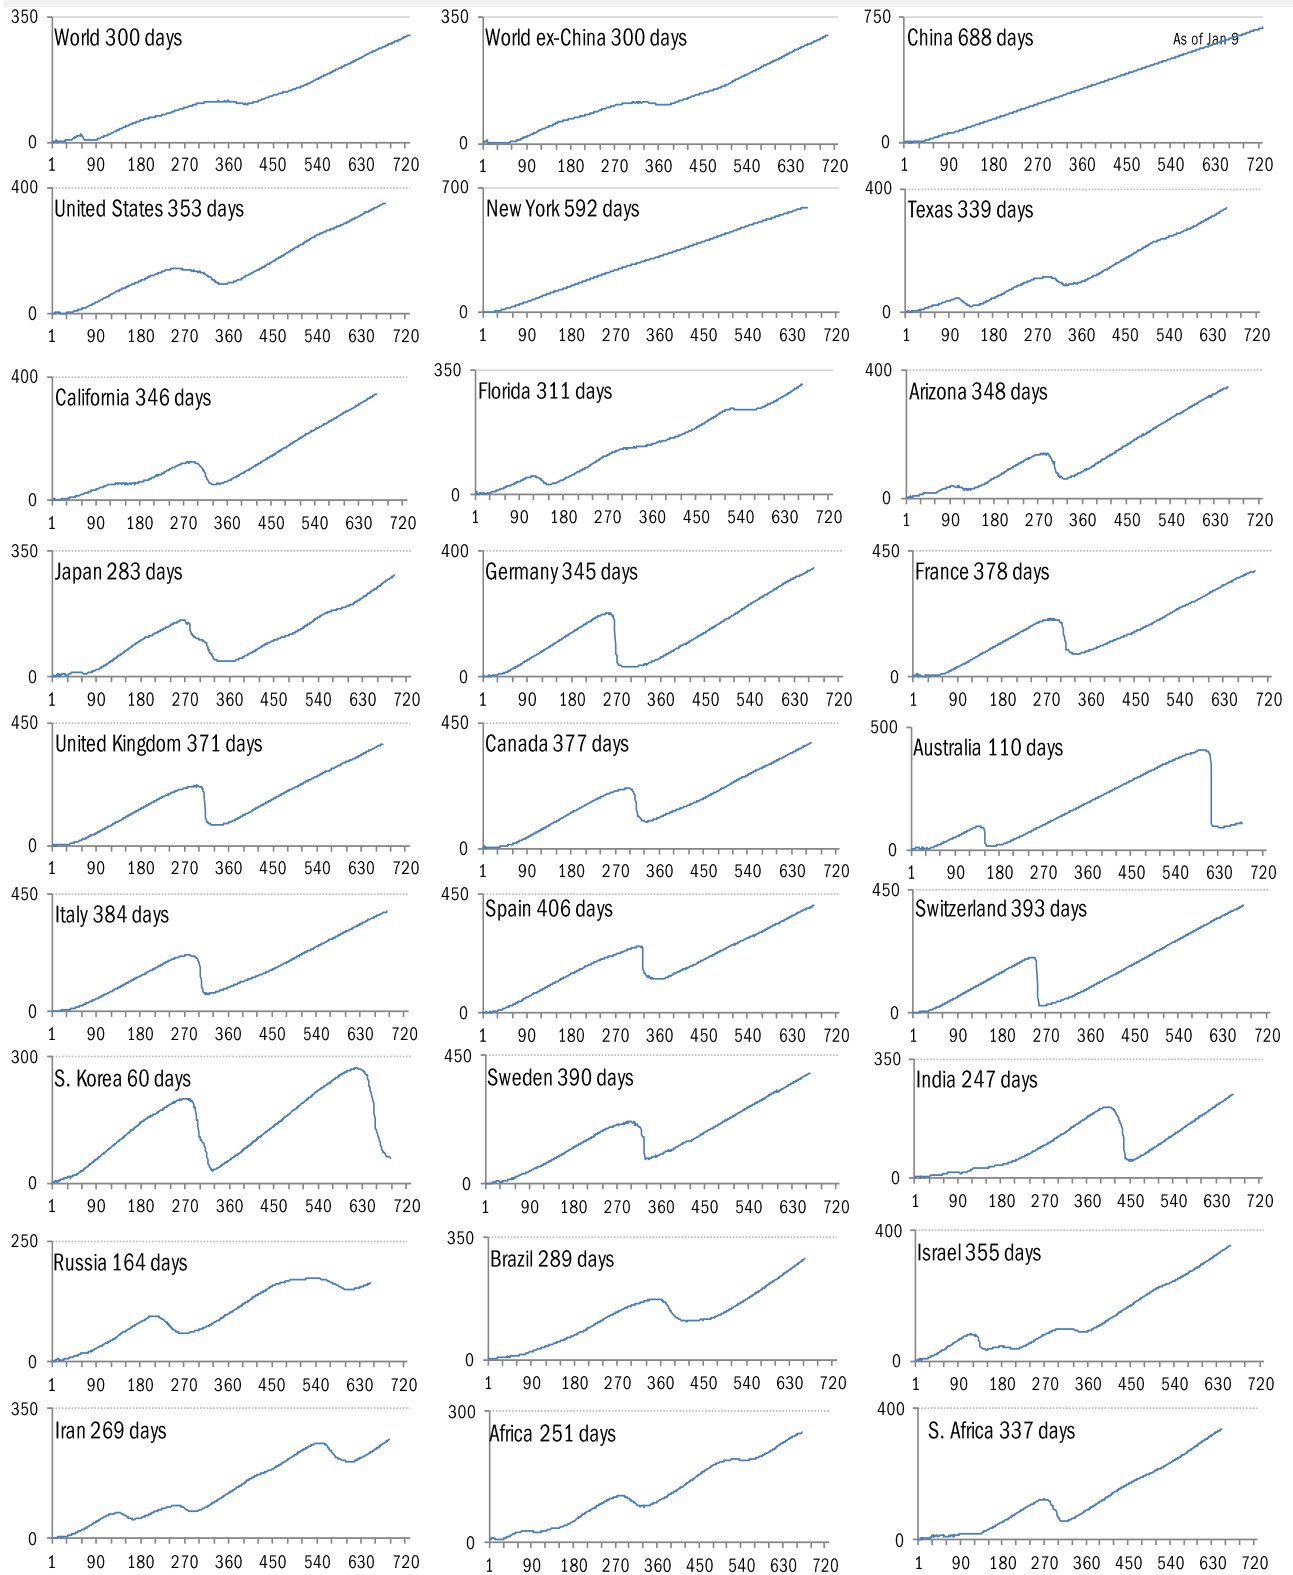 350
World 300 days
0
1 90 180 270 360 450 540 630 720
350
World ex-China 300 days
0
1 90 180 270 360 450 540 630 720
750
China 688 days
As of Jan 9
0
1 90 180 270 360 450 540 630 720
400
United States 353 days
0
1 90 180 270 360 450 540 630 720
700
New York 592 days
0
1 90 180 270 360 450 540 630 720
400
Texas 339 days
0
1 90 180 270 360 450 540 630 720
400
California 346 days
0
1 90 180 270 360 450 540 630 720
350
Florida 311 days
0
1 90 180 270 360 450 540 630 720
400
Arizona 348 days
0
1 90 180 270 360 450 540 630 720
350
Japan 283 days
0
1 90 180 270 360 450 540 630 720
400
Germany 345 days
0
1 90 180 270 360 450 540 630 720
450
France 378 days
0
1 90 180 270 360 450 540 630 720
450
United Kingdom 371 days
0
1 90 180 270 360 450 540 630 720
450
Canada 377 days
0
1 90 180 270 360 450 540 630 720
500
Australia 110 days
0
1 90 180 270 360 450 540 630 720
450
Italy 384 days
0
1 90 180 270 360 450 540 630 720
450
Spain 406 days
0
1 90 180 270 360 450 540 630 720
450
Switzerland 393 days
0
1 90 180 270 360 450 540 630 720
300
S. Korea 60 days
0
1 90 180 270 360 450 540 630 720
450
Sweden 390 days
0
1 90 180 270 360 450 540 630 720
350
India 247 days
0
1 90 180 270 360 450 540 630 720
250
Russia 164 days
0
1 90 180 270 360 450 540 630 720
350
Brazil 289 days
0
1 90 180 270 360 450 540 630 720
400
Israel 355 days
0
1 90 180 270 360 450 540 630 720
350
Iran 269 days
0
1 90 180 270 360 450 540 630 720
300
Africa 251 days
0
1 90 180 270 360 450 540 630 720
400
S. Africa 337 days
0
1 90 180 270 360 450 540 630 720